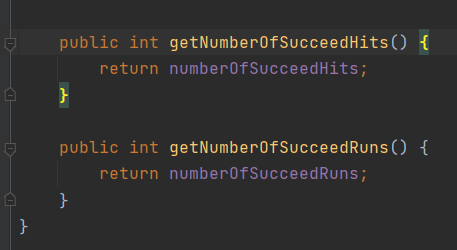 public int getNumberOfSucceedHits() {
return numberOfSucceedHits;
}
public int getNumberOfSucceedRuns() {
return numberOfSucceedRuns;
}
}